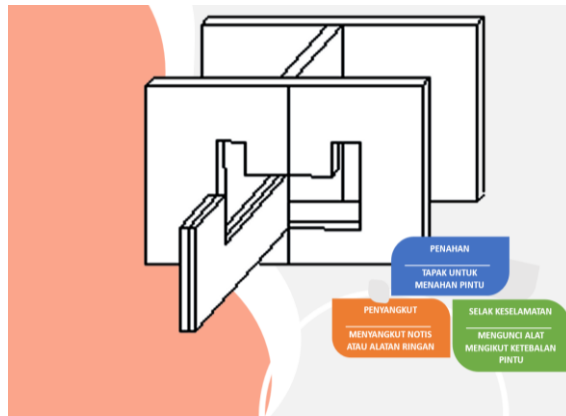 PENAHAN
TAPAK UNTUK
MENAHAN PINTU
PENYANGKUT
MENYANGKUT NOTIS
ATAU ALATAN RINGAN
SELAK KESELAMATAN
MENGUNCI ALAT
MENGIKUT KETEBALAN
PINTU